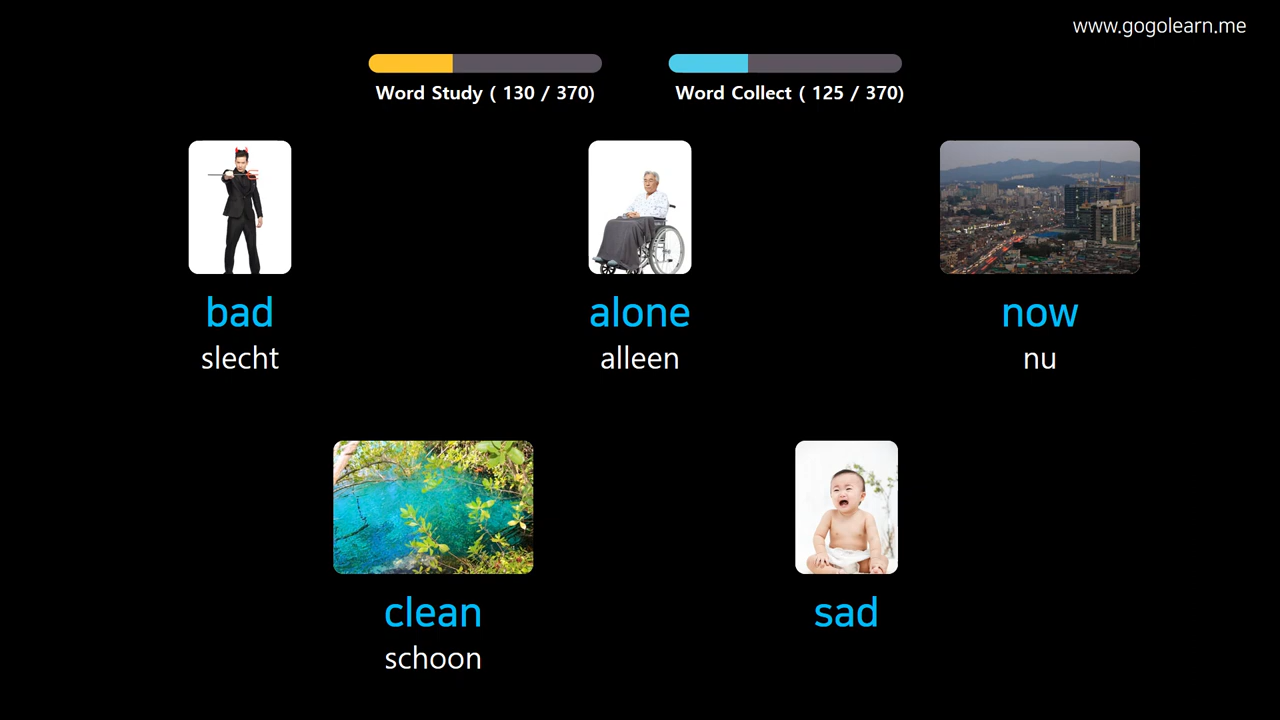 www.gogolearn.me
Word Study ( 130 / 370)
Word Collect ( 125 / 370)
bad
slecht
alone
alleen
now
nu
clean
schoon
sad